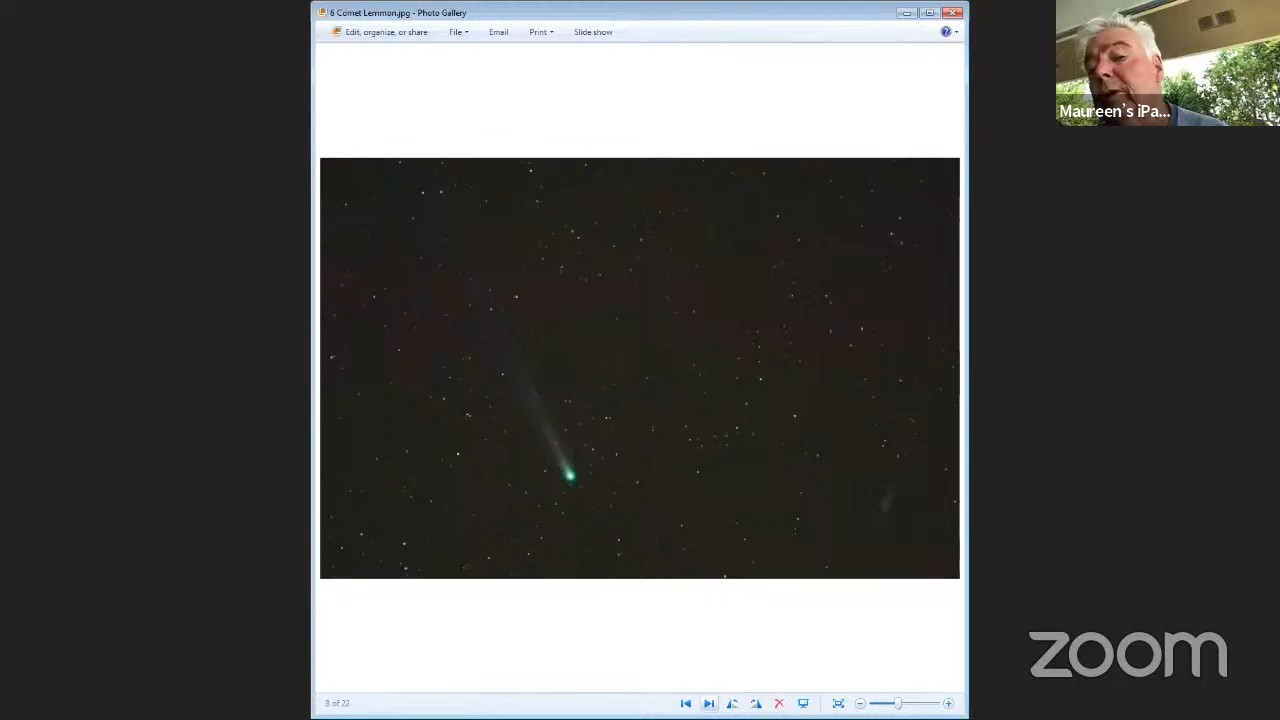 6 Comet Lemmon.jpg - Photo Gallery
Edit, organize, or share File Email Print Slide show
Maureen's iPa...
zoom
8 of 22